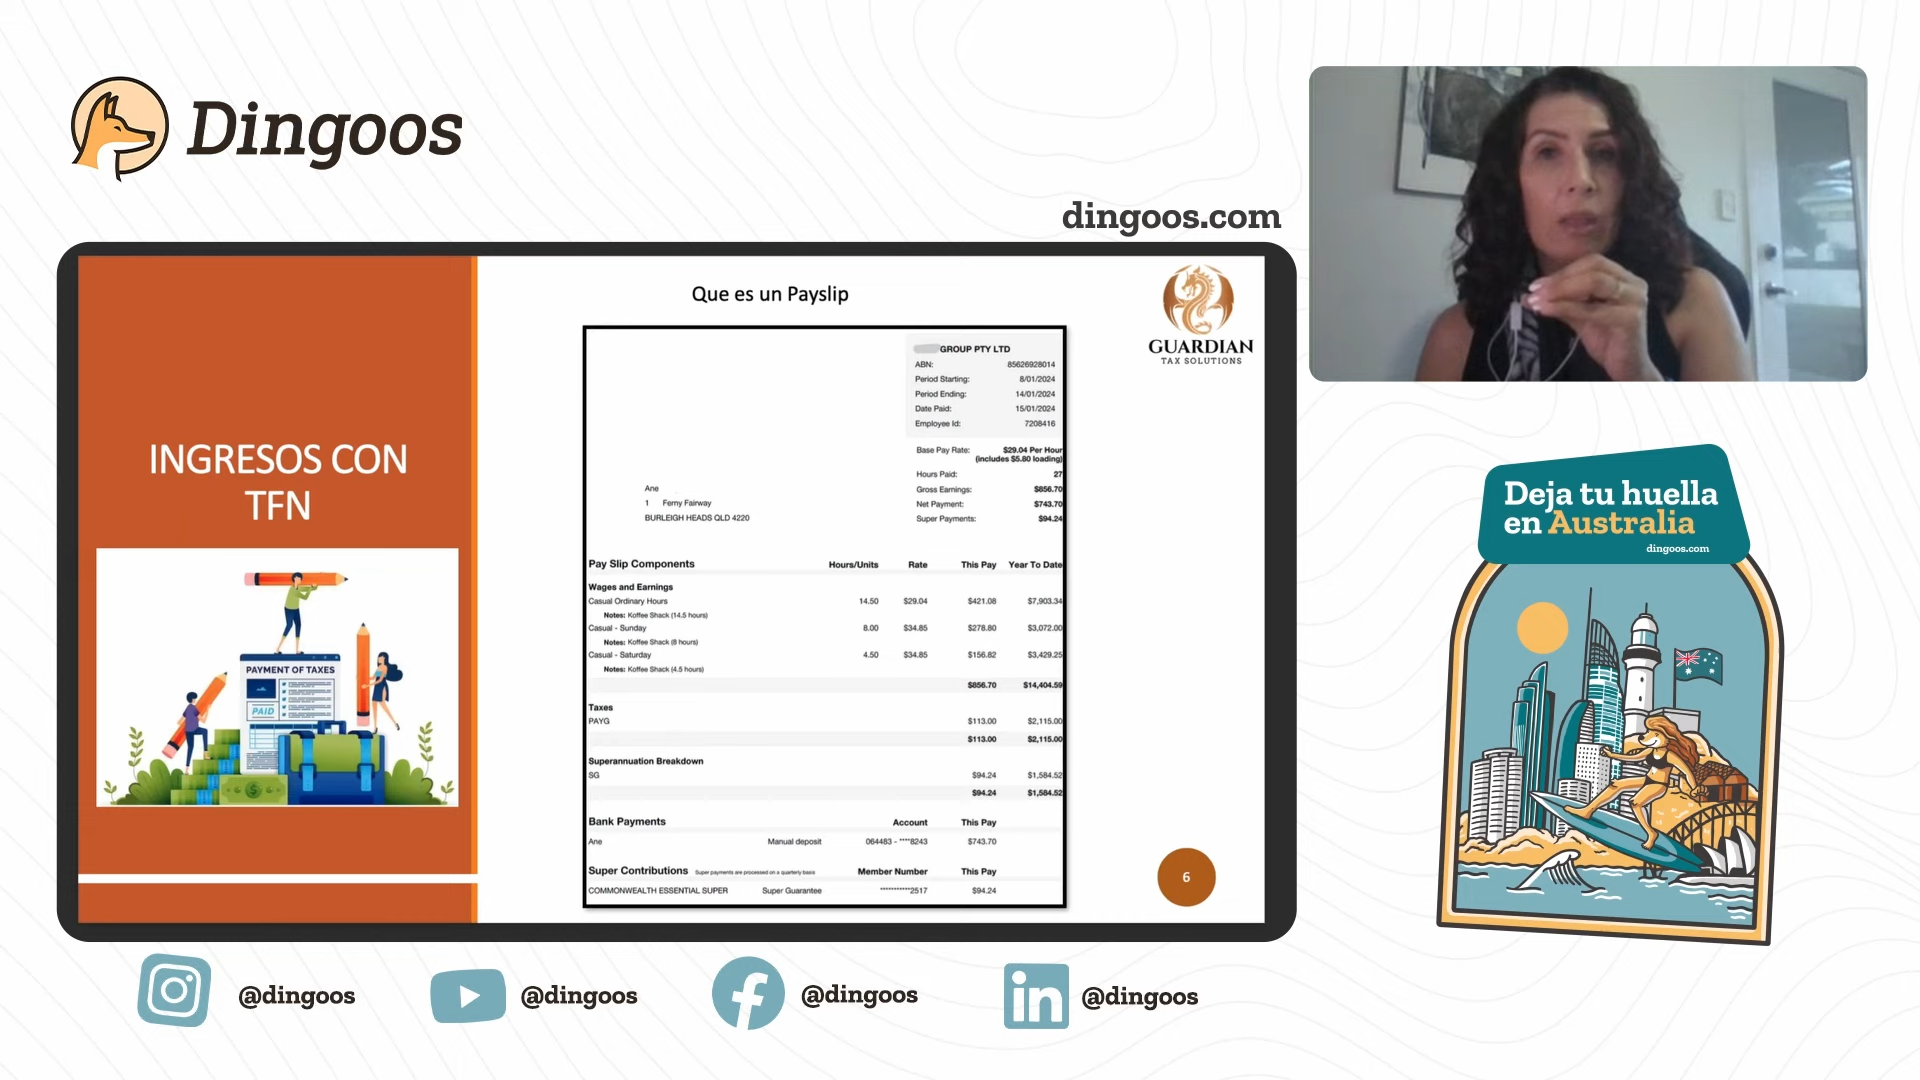 Dingoos
dingoos.com
INGRESOS CON
TFN
PAYMENT OF TAXES
PAID
Que es un Payslip
GUARDIAN
TAX SOLUTIONS
GROUP PTY LTD
ABN: 85626928014
Period Starting: 8/01/2024
Period Ending: 14/01/2024
Date Paid: 15/01/2024
Employee Id: 7208416
Base Pay Rate: $29.04 Per Hour
(includes $5.80 loading)
Hours Paid: 27
Gross Earnings: $856.70
Net Payment: $743.70
Super Payments: $94.24
Ane
1 Ferny Fairway
BURLEIGH HEADS QLD 4220
Pay Slip Components Hours/Units Rate This Pay Year To Date
Wages and Earnings
Casual Ordinary Hours 14.50 $29.04 $421.08 $7,903.34
Notes: Koffee Shack (14.5 hours)
Casual - Sunday 8.00 $34.85 $278.80 $3,072.00
Notes: Koffee Shack (8 hours)
Casual - Saturday 4.50 $34.85 $156.82 $3,429.25
Notes: Koffee Shack (4.5 hours)
$856.70 $14,404.59
Taxes
PAYG $113.00 $2,115.00
$113.00 $2,115.00
Superannuation Breakdown
SG $94.24 $1,584.52
$94.24 $1,584.52
Bank Payments Account This Pay
Ane Manual deposit 064483 - ****8243 $743.70
Super Contributions Super payments are processed on a quarterly basis Member Number This Pay
COMMONWEALTH ESSENTIAL SUPER Super Guarantee ***********2517 $94.24
6
Deja tu huella
en Australia
dingoos.com
@dingoos
@dingoos
@dingoos
in @dingoos